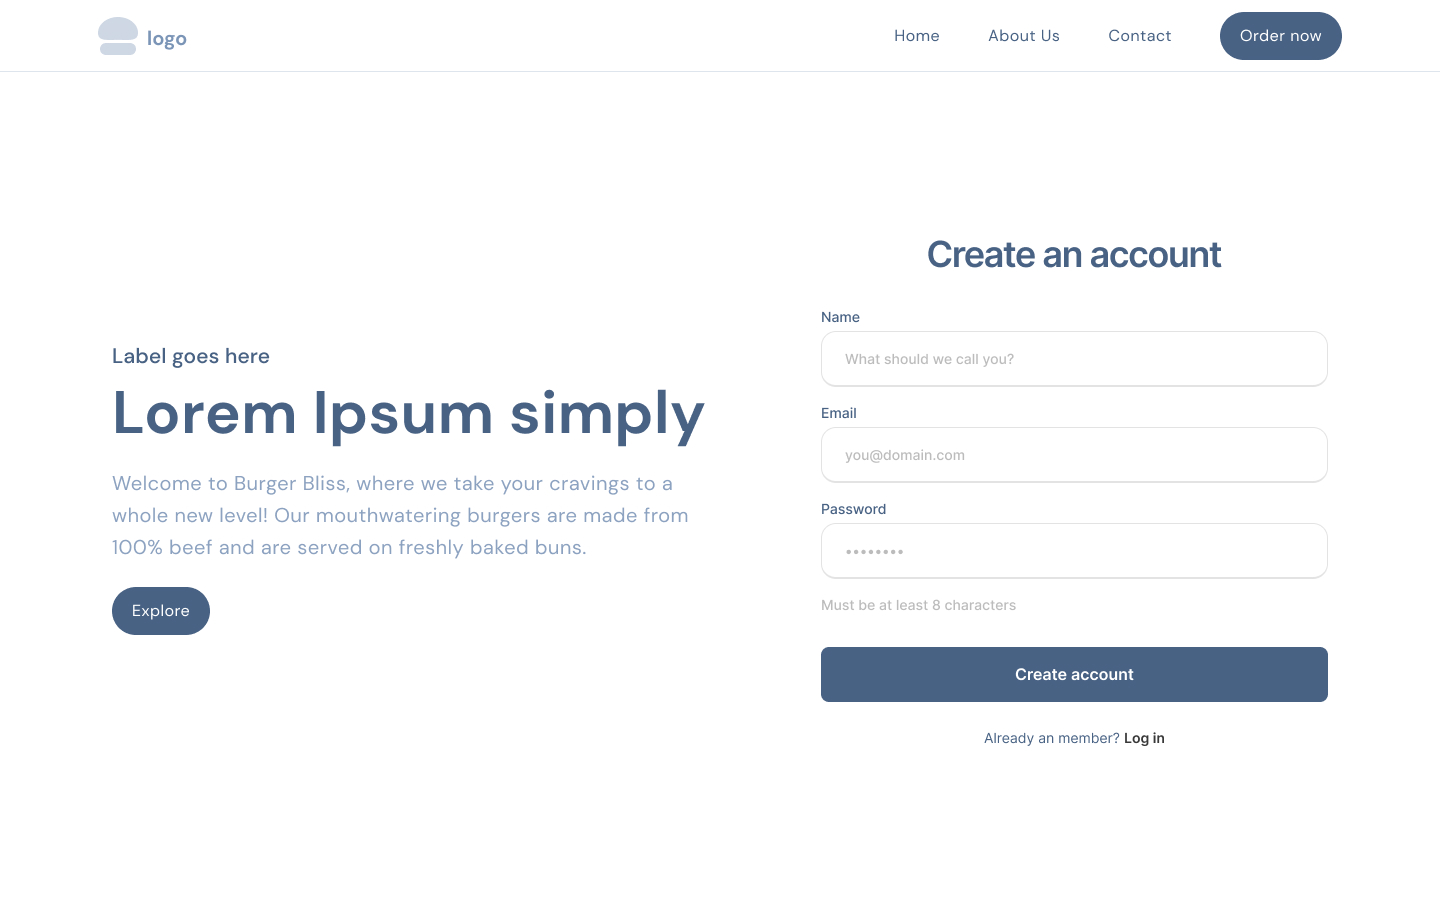 logo
Home
About Us
Contact
Order now
Label goes here
Lorem Ipsum simply
Welcome to Burger Bliss, where we take your cravings to a
whole new level! Our mouthwatering burgers are made from
100% beef and are served on freshly baked buns.
Explore
Create an account
Name
What should we call you?
Email
you@domain.com
Password
••••••••
Must be at least 8 characters
Create account
Already an member? Log in